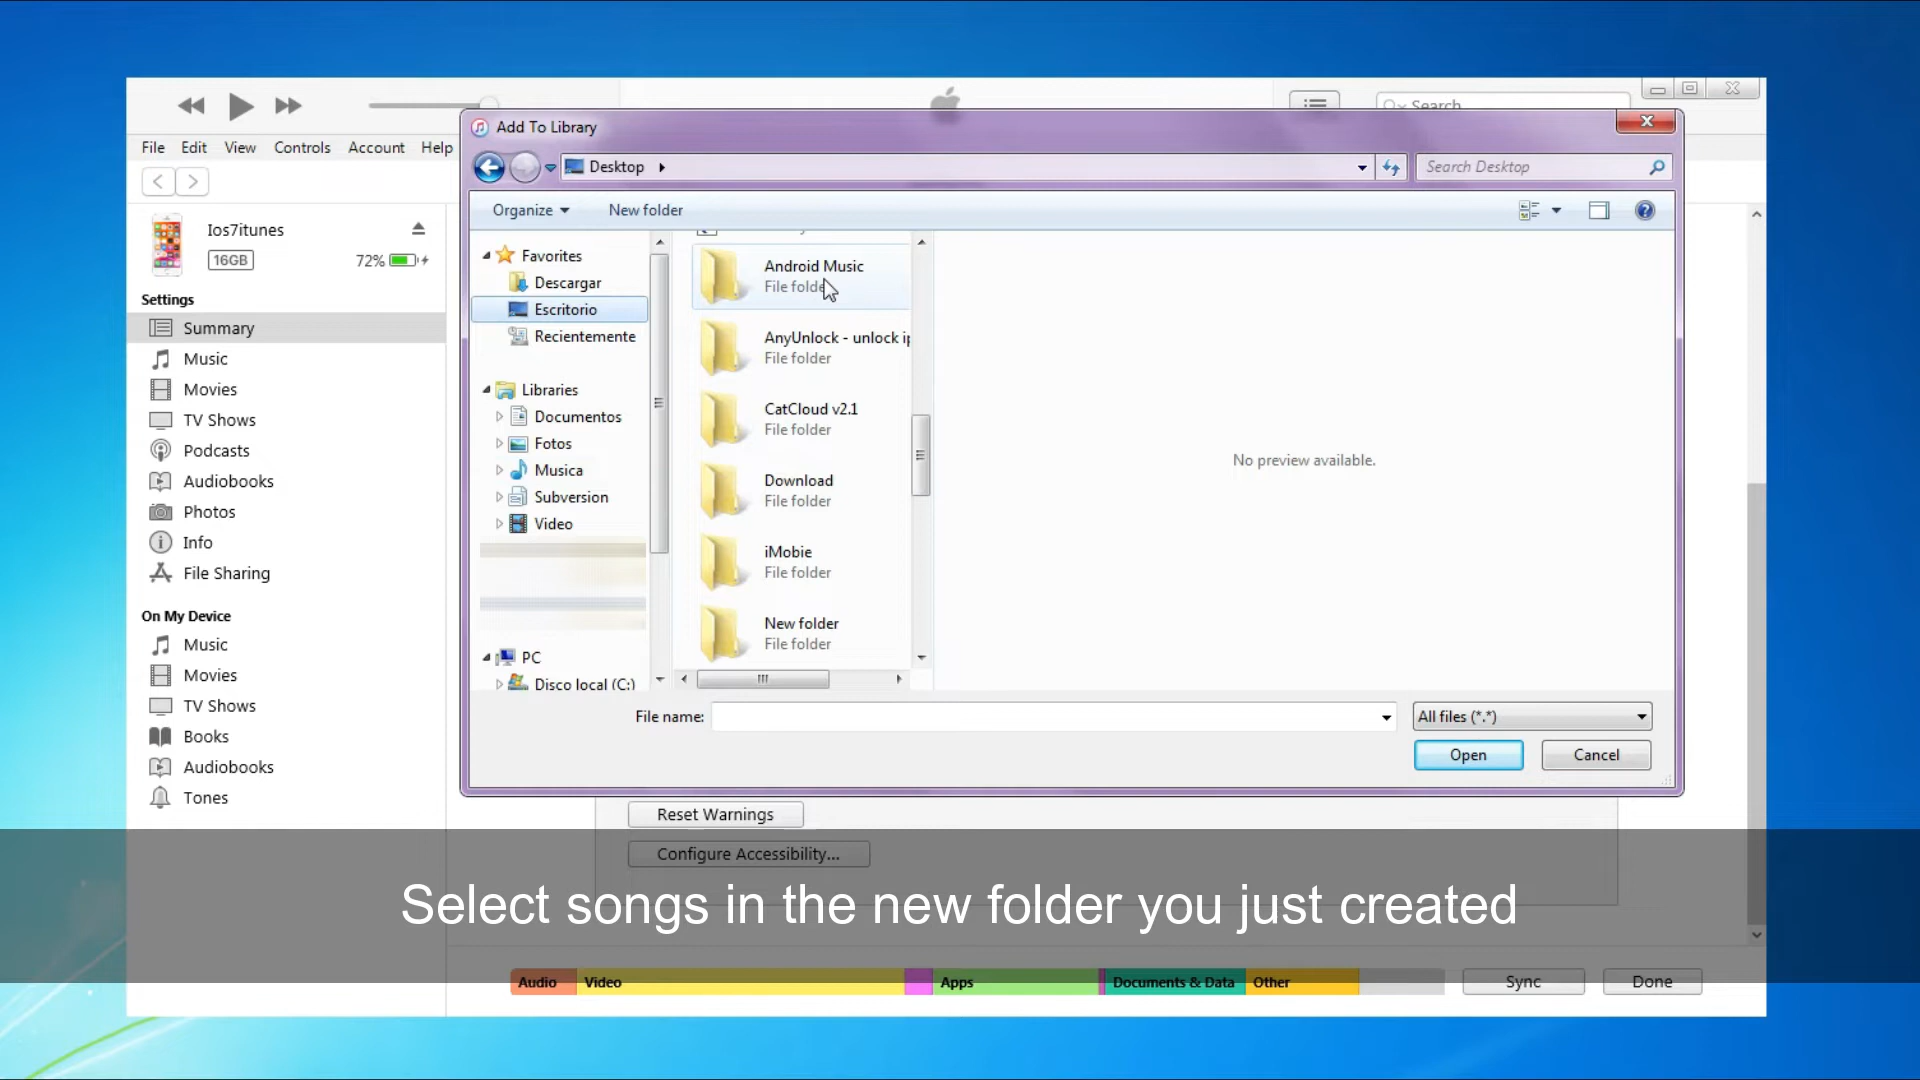 Search
Add To Library
File Edit View Controls Account Help
Desktop
Search Desktop
Organize
New folder
Ios7itunes
16GB
72%
Settings
Summary
Music
Movies
TV Shows
Podcasts
Audiobooks
Photos
Info
File Sharing
On My Device
Music
Movies
TV Shows
Books
Audiobooks
Tones
Favorites
Descargar
Escritorio
Recientemente
Libraries
Documentos
Fotos
Musica
Subversion
Video
PC
Disco local (C:)
Android Music
File folder
AnyUnlock - unlock ip
File folder
CatCloud v2.1
File folder
Download
File folder
iMobie
File folder
New folder
File folder
No preview available.
File name:
All files (*.*)
Open
Cancel
Reset Warnings
Configure Accessibility...
Select songs in the new folder you just created
Audio
Video
Apps
Documents & Data
Other
Sync
Done